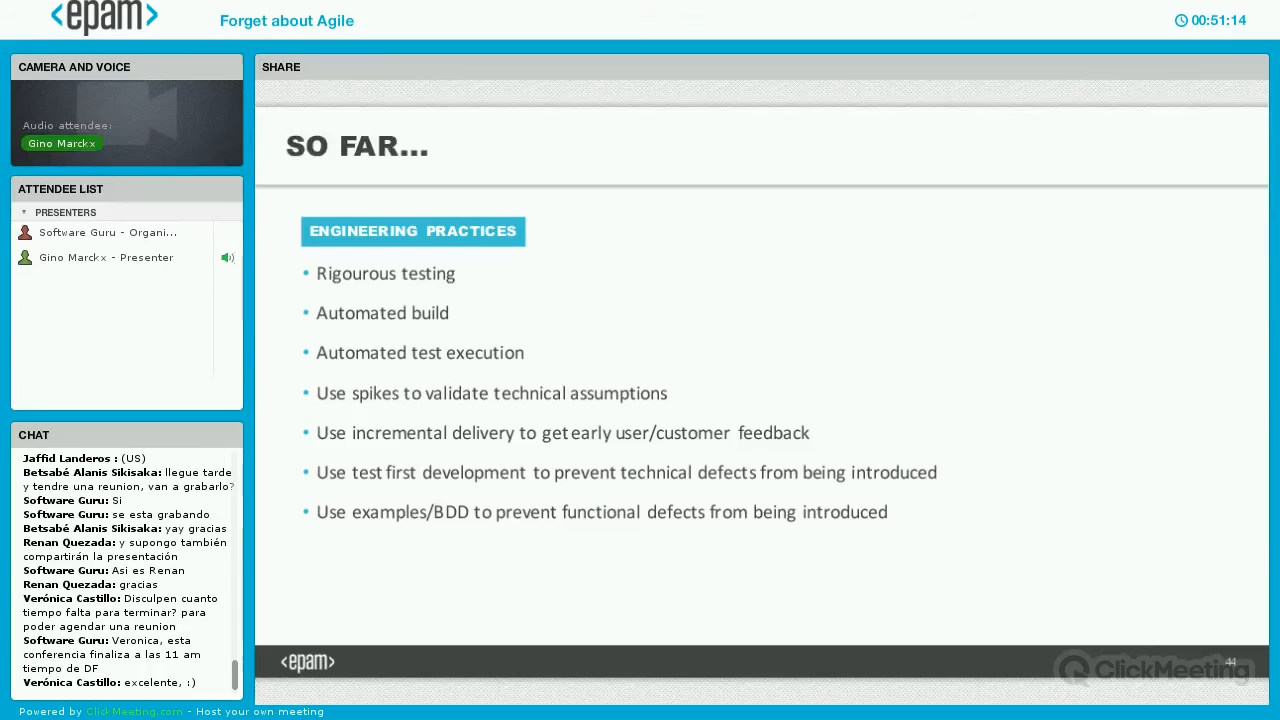 <epam>
Forget about Agile
00:51:14
CAMERA AND VOICE
Audio attendee:
Gino Marckx
ATTENDEE LIST
PRESENTERS
Software Guru - Organi...
Gino Marckx - Presenter
CHAT
Jaffid Landeros : (US)
Betsabé Alanis Sikisaka: llegue tarde
y tendre una reunion, van a grabarlo?
Software Guru: Si
Software Guru: se esta grabando
Betsabé Alanis Sikisaka: yay gracias
Renan Quezada: y supongo también
compartirán la presentación
Software Guru: Asi es Renan
Renan Quezada: gracias
Verónica Castillo: Disculpen cuanto
tiempo falta para terminar? para
poder agendar una reunion
Software Guru: Veronica, esta
conferencia finaliza a las 11 am
tiempo de DF
Verónica Castillo: excelente, :)
SHARE
SO FAR...
ENGINEERING PRACTICES
• Rigourous testing
• Automated build
• Automated test execution
• Use spikes to validate technical assumptions
• Use incremental delivery to get early user/customer feedback
• Use test first development to prevent technical defects from being introduced
• Use examples/BDD to prevent functional defects from being introduced
<epam>
44
ClickMeeting
Powered by ClickMeeting.com - Host your own meeting